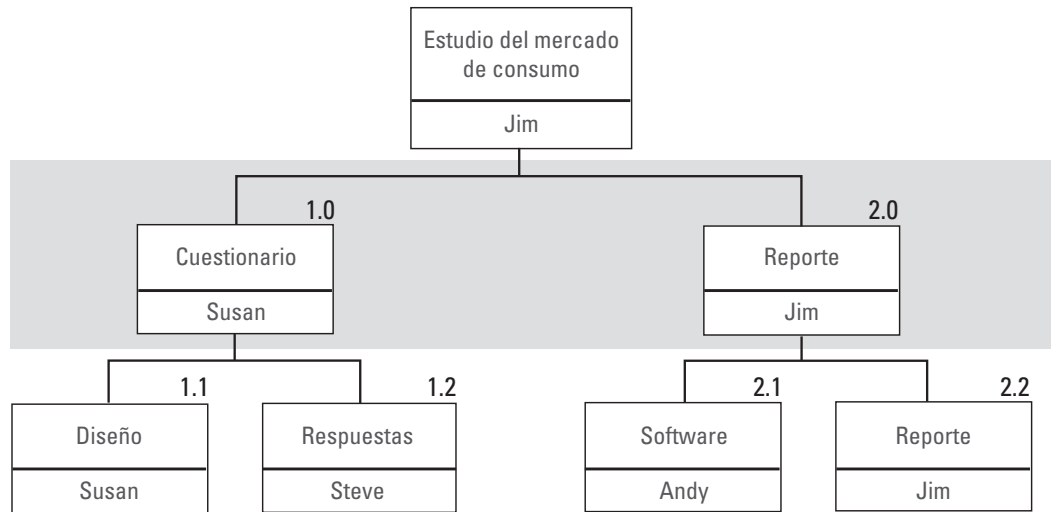 Estudio del mercado
de consumo
Jim
1.0
Cuestionario
Susan
2.0
Reporte
Jim
1.1
Diseño
Susan
1.2
Respuestas
Steve
2.1
Software
Andy
2.2
Reporte
Jim